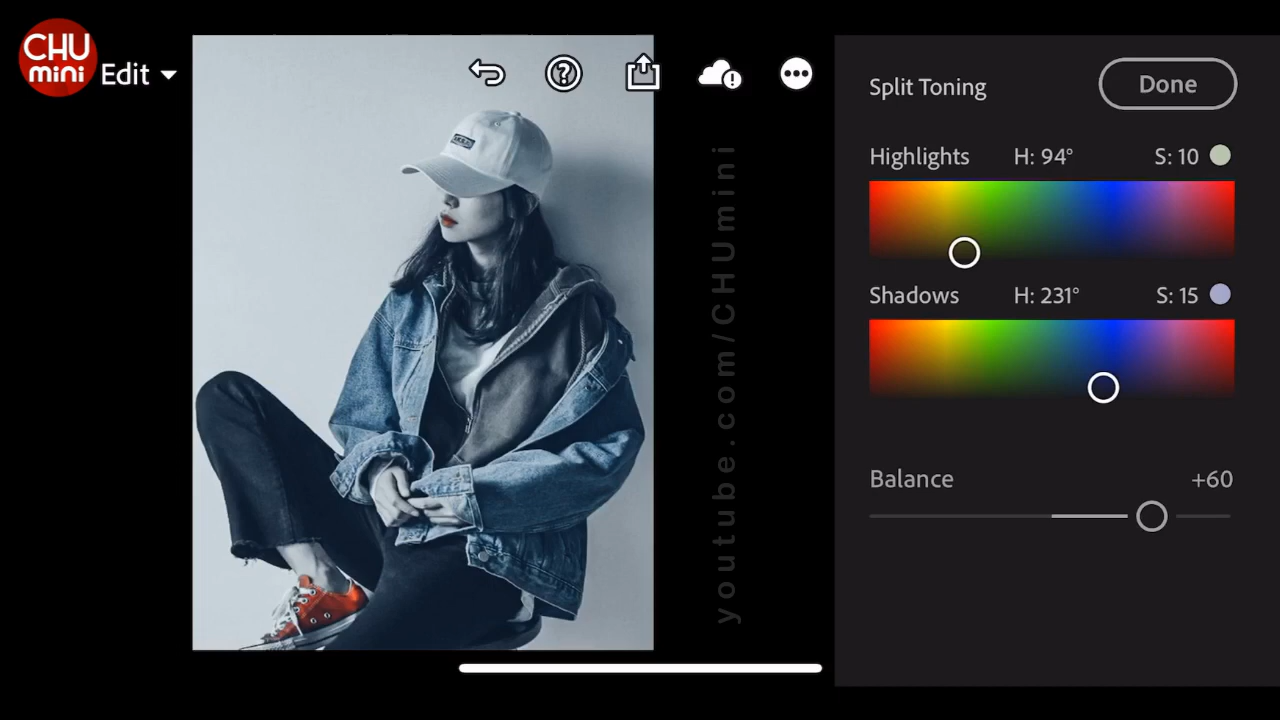 CHU
mini
Edit
Split Toning
Done
Highlights H: 94° S: 10
Shadows H: 231° S: 15
Balance +60
youtube.com/CHUmini